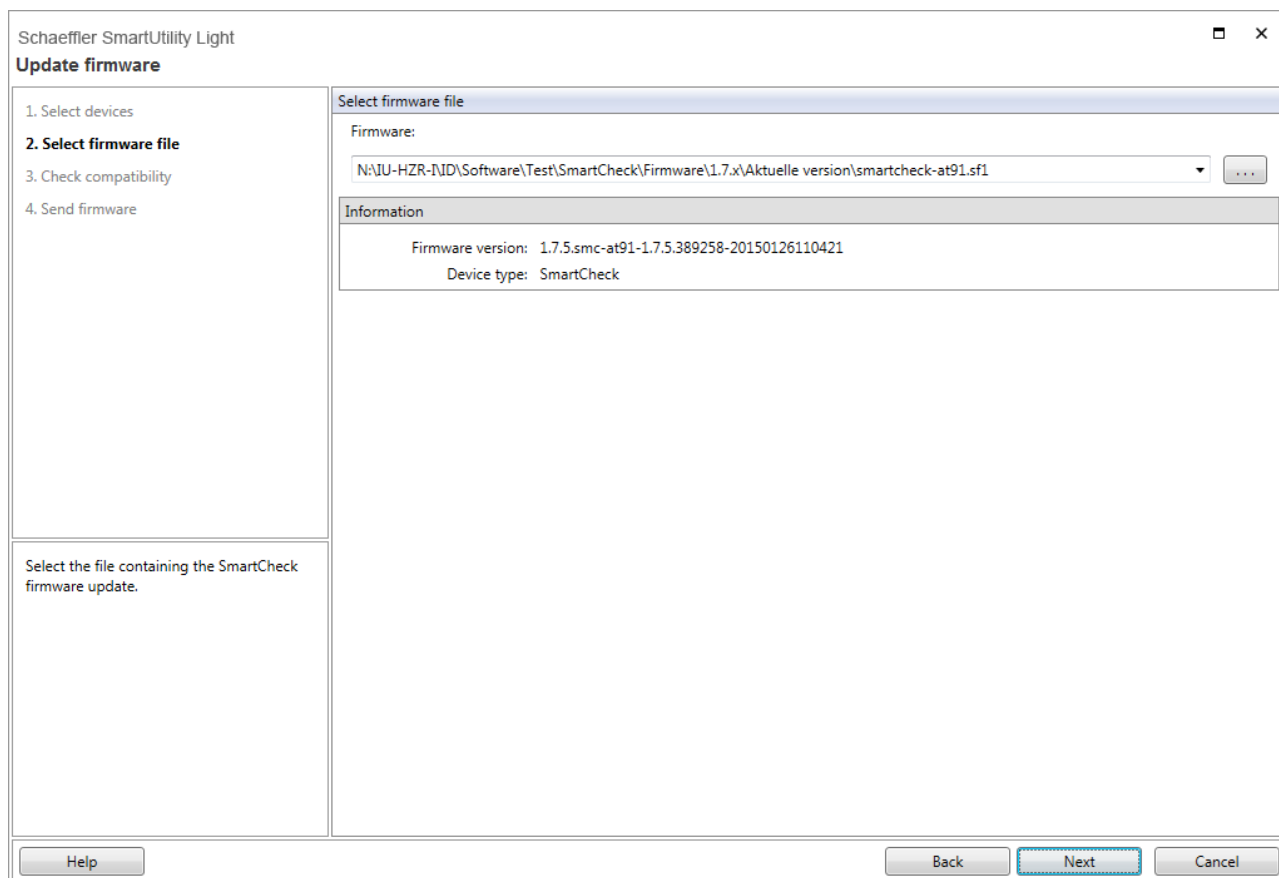 Schaeffler SmartUtility Light
Update firmware
1. Select devices
2. Select firmware file
3. Check compatibility
4. Send firmware
Select the file containing the SmartCheck
firmware update.
Select firmware file
Firmware:
N:\IU-HZR-I\ID\Software\Test\SmartCheck\Firmware\1.7.x\Aktuelle version\smartcheck-at91.sf1
...
Information
Firmware version: 1.7.5.smc-at91-1.7.5.389258-20150126110421
Device type: SmartCheck
Help
Back
Next
Cancel